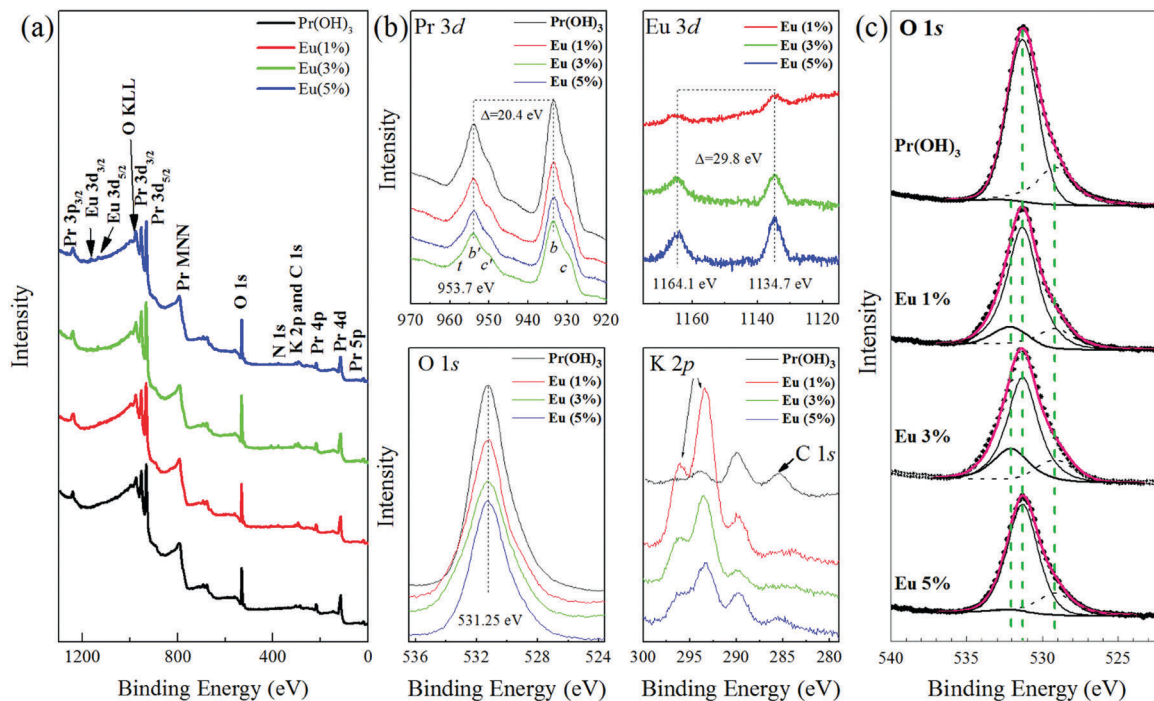 (a)
Pr(OH)3
Eu(1%)
Eu(3%)
Eu(5%)
O KLL
Pr 3p3/2
Eu 3d3/2
Eu 3d5/2
Pr 3d3/2
Pr 3d5/2
Pr MNN
O 1s
N 1s
K 2p and C 1s
Pr 4p
Pr 4d
Pr 5p
Intensity
1200 800 400 0
Binding Energy (eV)
(b)
Pr 3d
Pr(OH)3
Eu (1%)
Eu (3%)
Eu (5%)
Δ=20.4 eV
t b' c' b c
953.7 eV
Intensity
970 960 950 940 930 920
Eu 3d
Eu (1%)
Eu (3%)
Eu (5%)
Δ=29.8 eV
1164.1 eV 1134.7 eV
Intensity
1160 1140 1120
O 1s
Pr(OH)3
Eu (1%)
Eu (3%)
Eu (5%)
531.25 eV
Intensity
536 532 528 524
Binding Energy (eV)
K 2p
Pr(OH)3
Eu (1%)
Eu (3%)
Eu (5%)
C 1s
Intensity
300 295 290 285 280
Binding Energy (eV)
(c)
O 1s
Pr(OH)3
Eu 1%
Eu 3%
Eu 5%
Intensity
540 535 530 525
Binding Energy (eV)